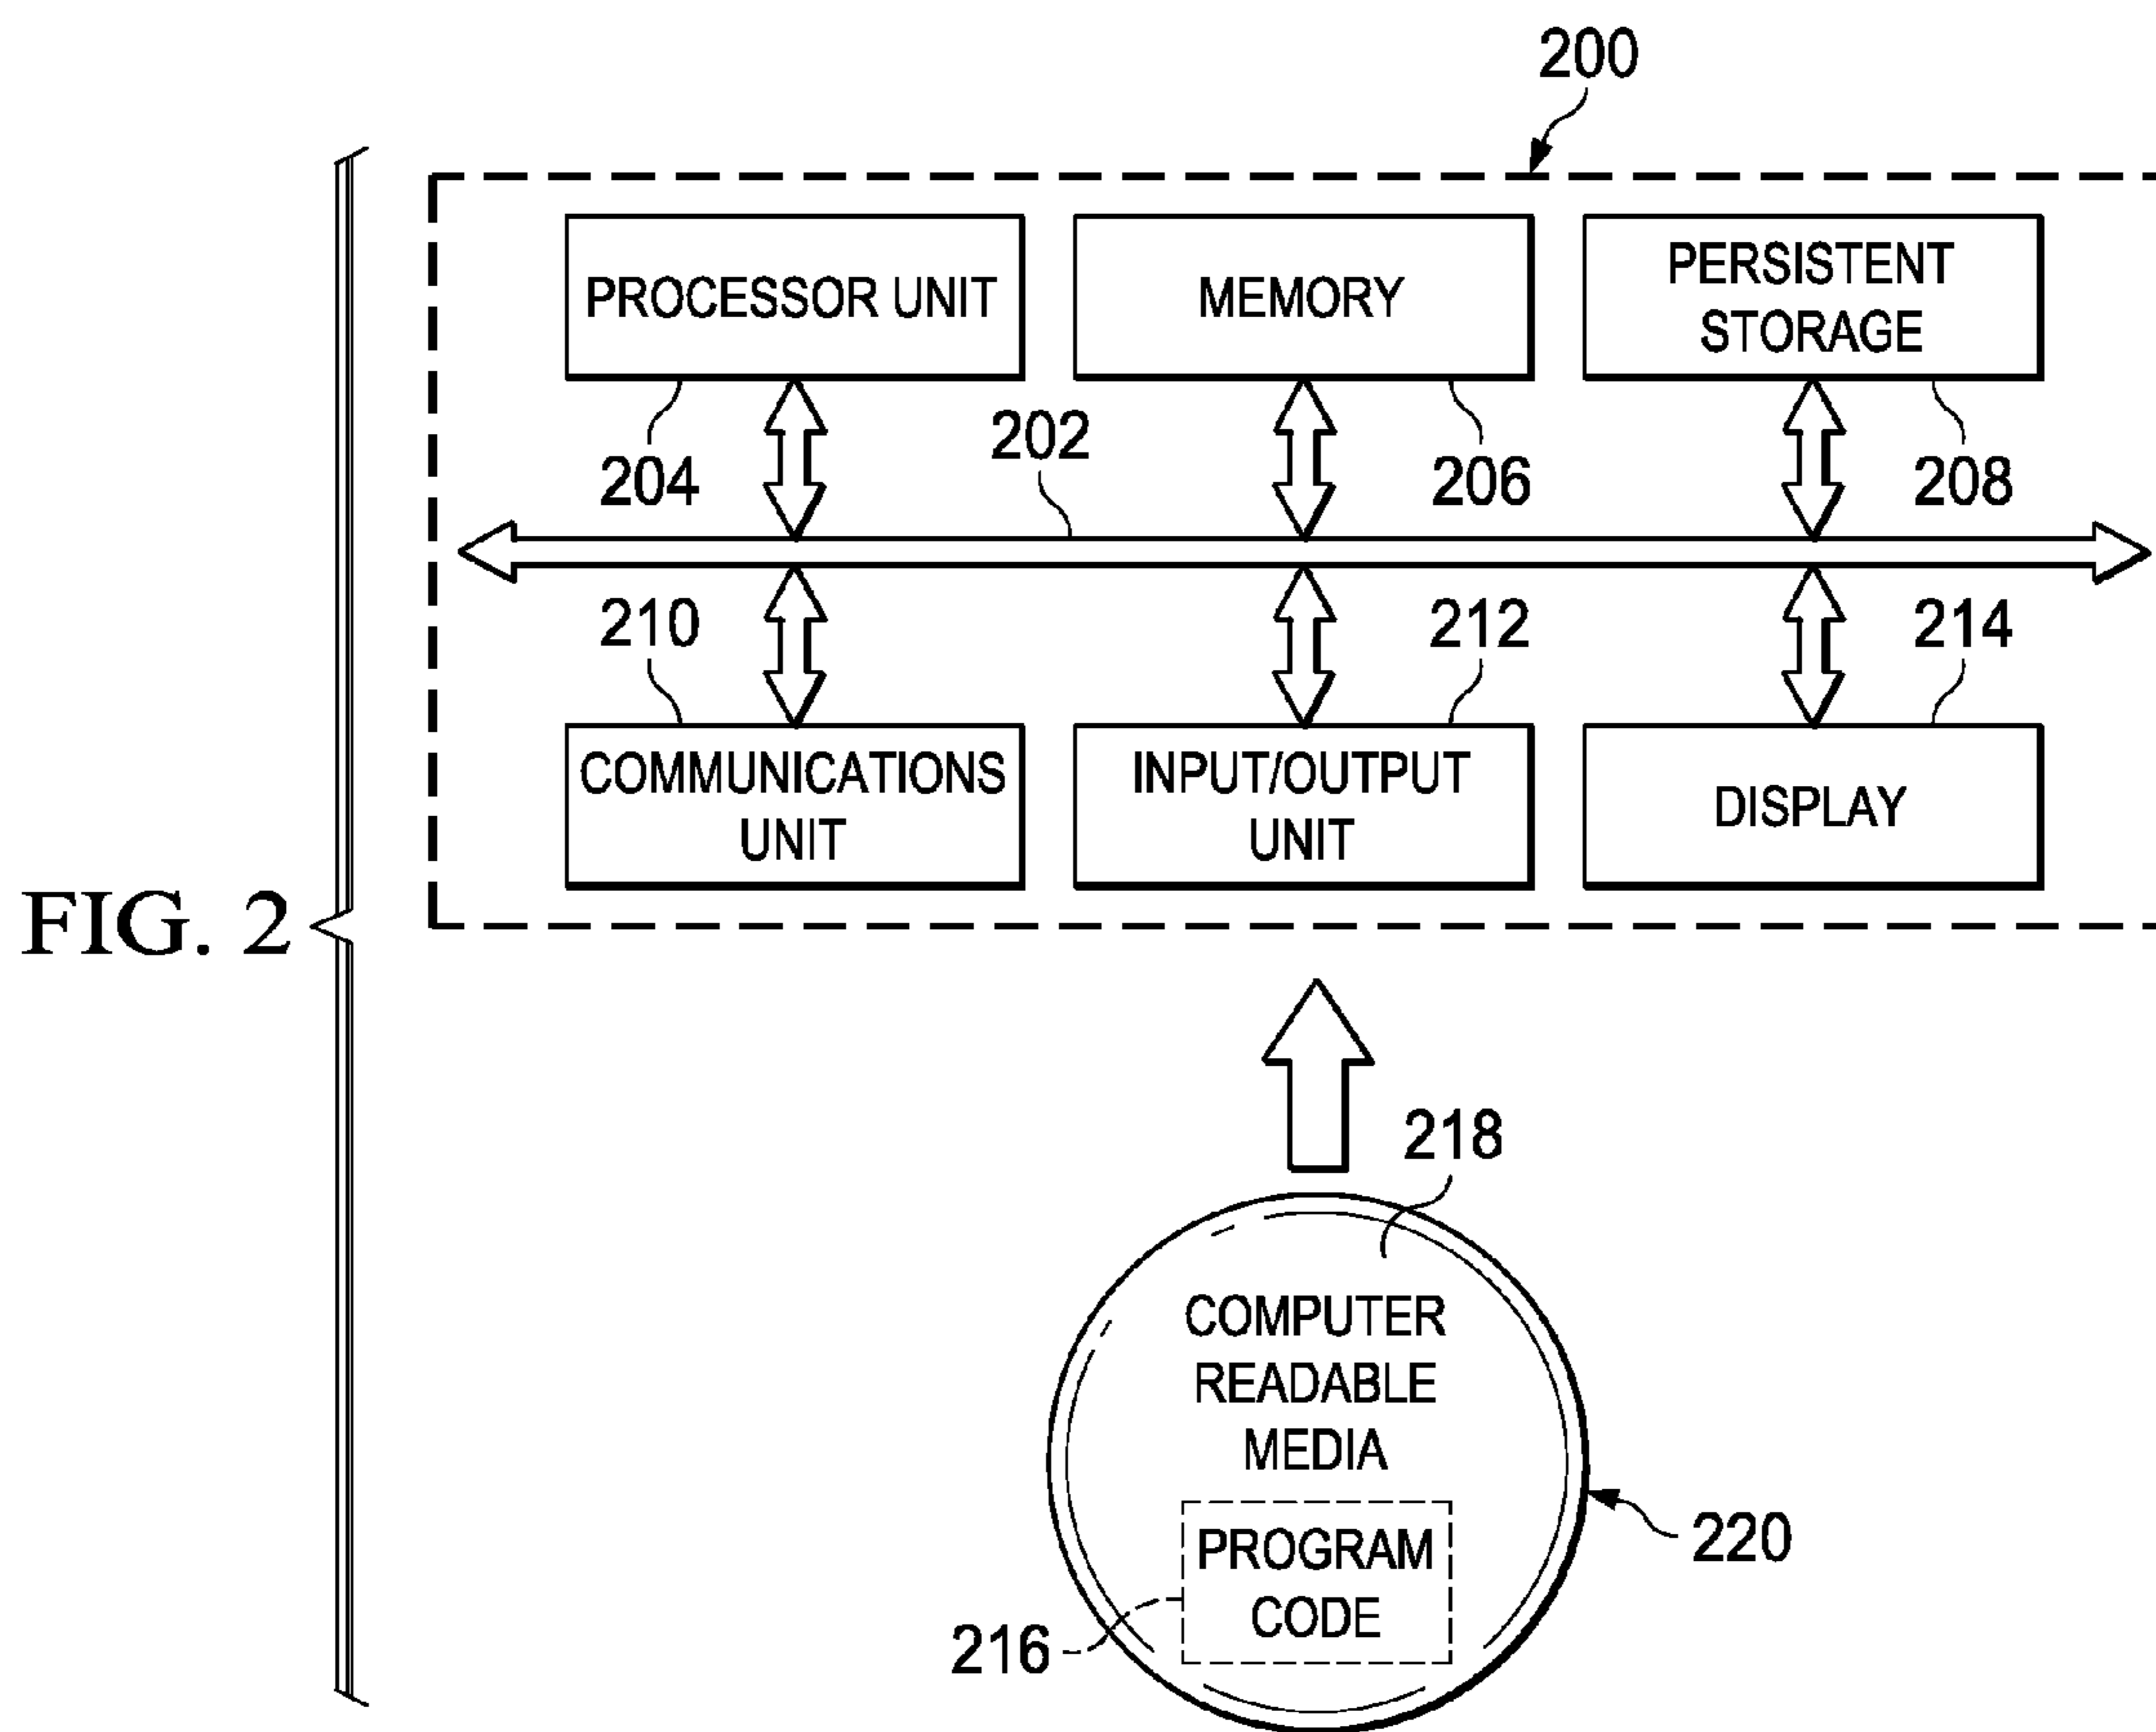 200
PROCESSOR UNIT
MEMORY
PERSISTENT
STORAGE
202
204
206
208
210
212
214
COMMUNICATIONS
UNIT
INPUT/OUTPUT
UNIT
DISPLAY
FIG. 2
218
COMPUTER
READABLE
MEDIA
PROGRAM
CODE
220
216